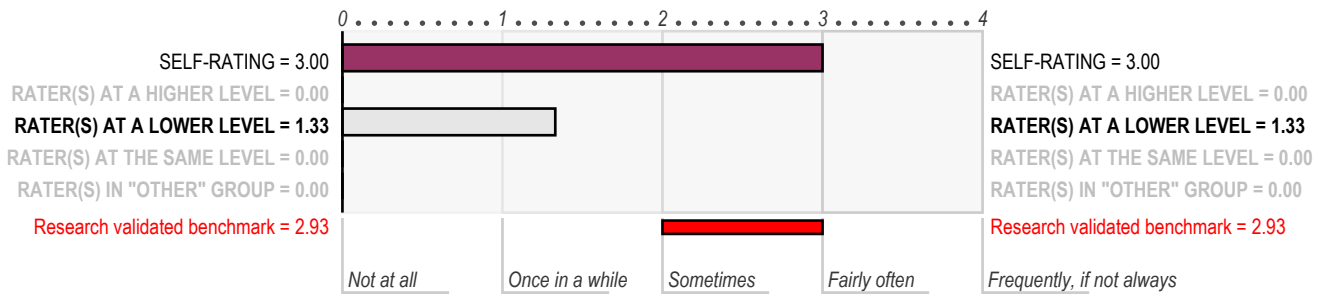 0 1 2 3 4
SELF-RATING = 3.00 SELF-RATING = 3.00
RATER(S) AT A HIGHER LEVEL = 0.00 RATER(S) AT A HIGHER LEVEL = 0.00
RATER(S) AT A LOWER LEVEL = 1.33 RATER(S) AT A LOWER LEVEL = 1.33
RATER(S) AT THE SAME LEVEL = 0.00 RATER(S) AT THE SAME LEVEL = 0.00
RATER(S) IN "OTHER" GROUP = 0.00 RATER(S) IN "OTHER" GROUP = 0.00
Research validated benchmark = 2.93 Research validated benchmark = 2.93
Not at all Once in a while Sometimes Fairly often Frequently, if not always